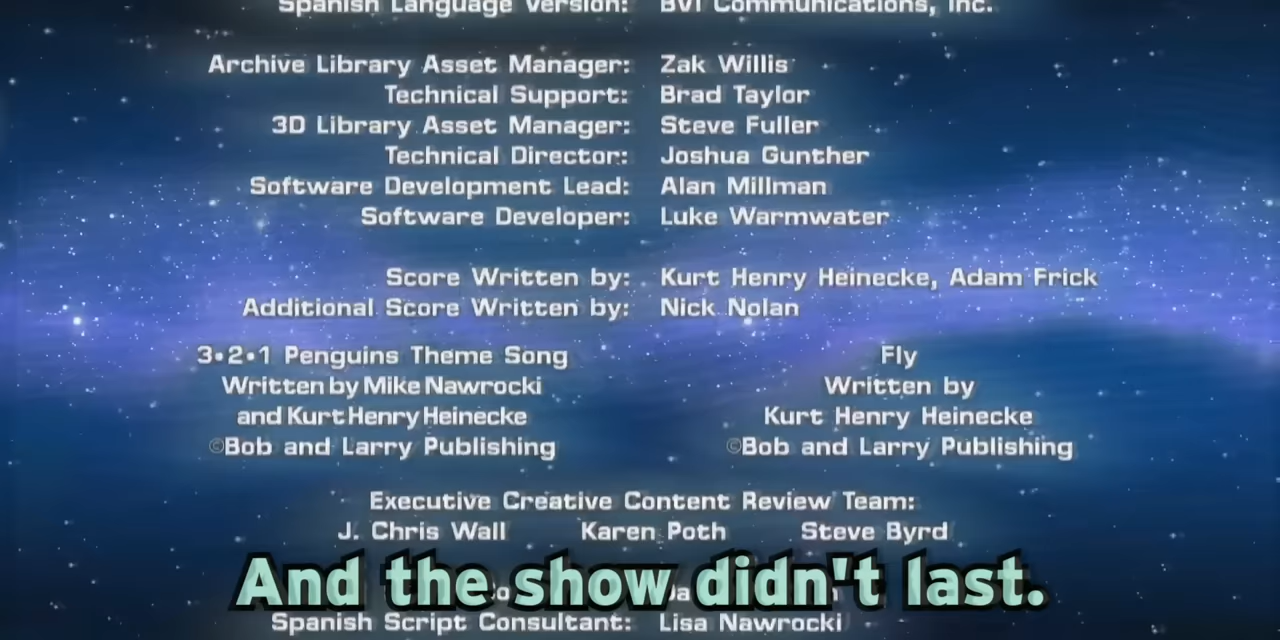 Spanish Language Version: BVI Communications, Inc.
Archive Library Asset Manager: Zak Willis
Technical Support: Brad Taylor
3D Library Asset Manager: Steve Fuller
Technical Director: Joshua Gunther
Software Development Lead: Alan Millman
Software Developer: Luke Warmwater
Score Written by: Kurt Henry Heinecke, Adam Frick
Additional Score Written by: Nick Nolan
3•2•1 Penguins Theme Song
Written by Mike Nawrocki
and Kurt Henry Heinecke
©Bob and Larry Publishing
Fly
Written by
Kurt Henry Heinecke
©Bob and Larry Publishing
Executive Creative Content Review Team:
J. Chris Wall Karen Poth Steve Byrd
And the show didn't last.
Spanish Script Consultant: Lisa Nawrocki